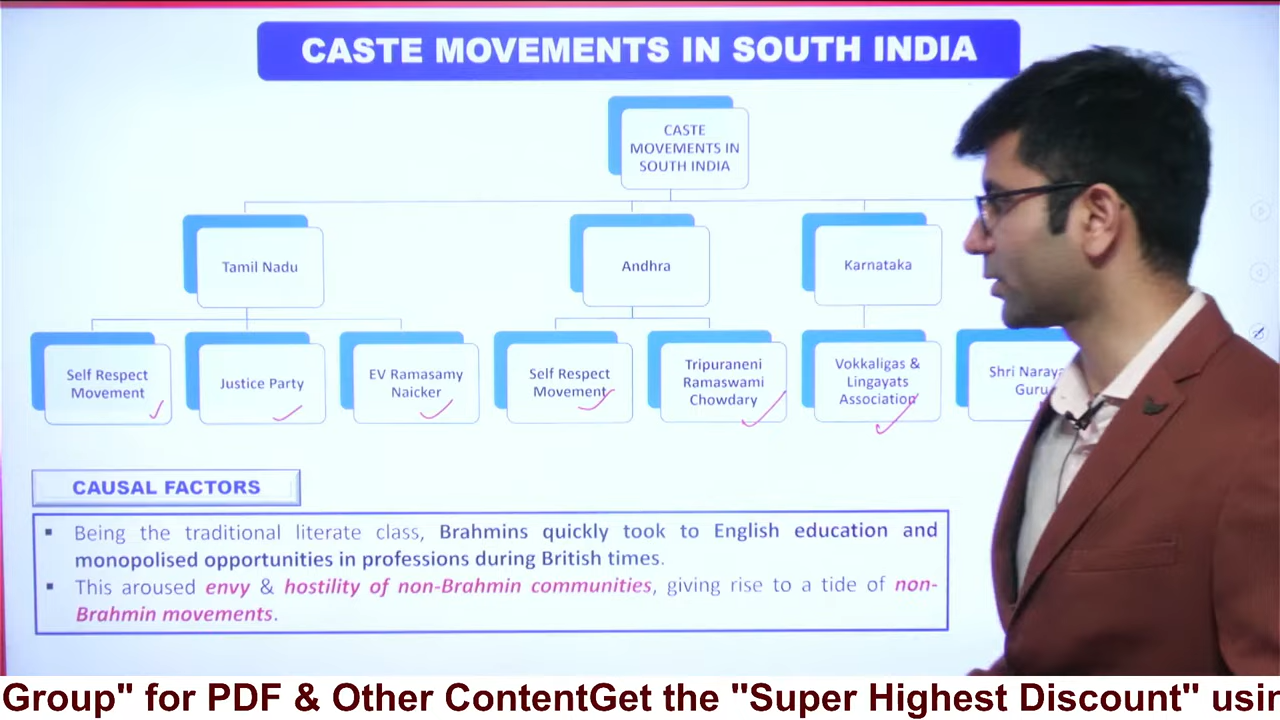 CASTE MOVEMENTS IN SOUTH INDIA
CASTE
MOVEMENTS IN
SOUTH INDIA
Tamil Nadu
Andhra
Karnataka
Self Respect
Movement
Justice Party
EV Ramasamy
Naicker
Self Respect
Movement
Tripuraneni
Ramaswami
Chowdary
Vokkaligas &
Lingayats
Association
Shri
Guru
CAUSAL FACTORS
▪ Being the traditional literate class, Brahmins quickly took to English education and
monopolised opportunities in professions during British times.
▪ This aroused envy & hostility of non-Brahmin communities, giving rise to a tide of non-
Brahmin movements.
Group" for PDF & Other ContentGet the "Super Highest Discount"